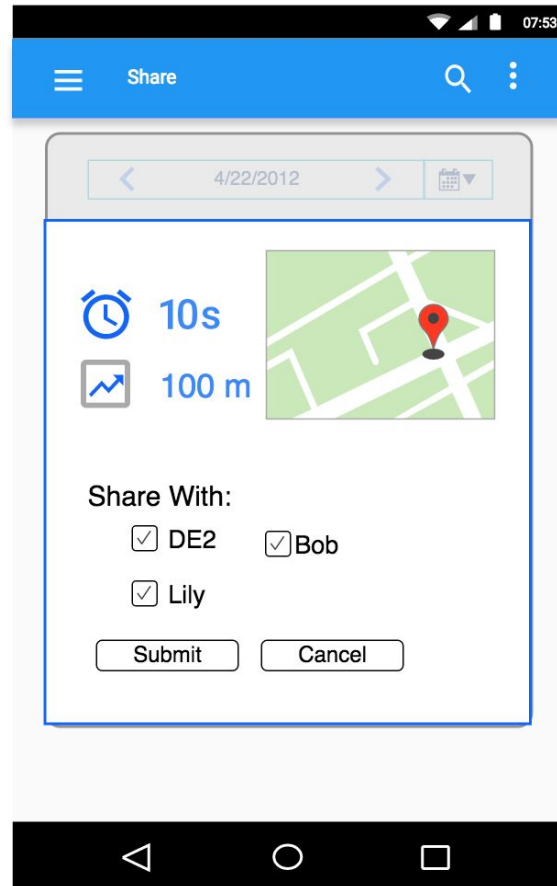 07:53
Share
4/22/2012
10s
100 m
Share With:
DE2 Bob
Lily
Submit Cancel